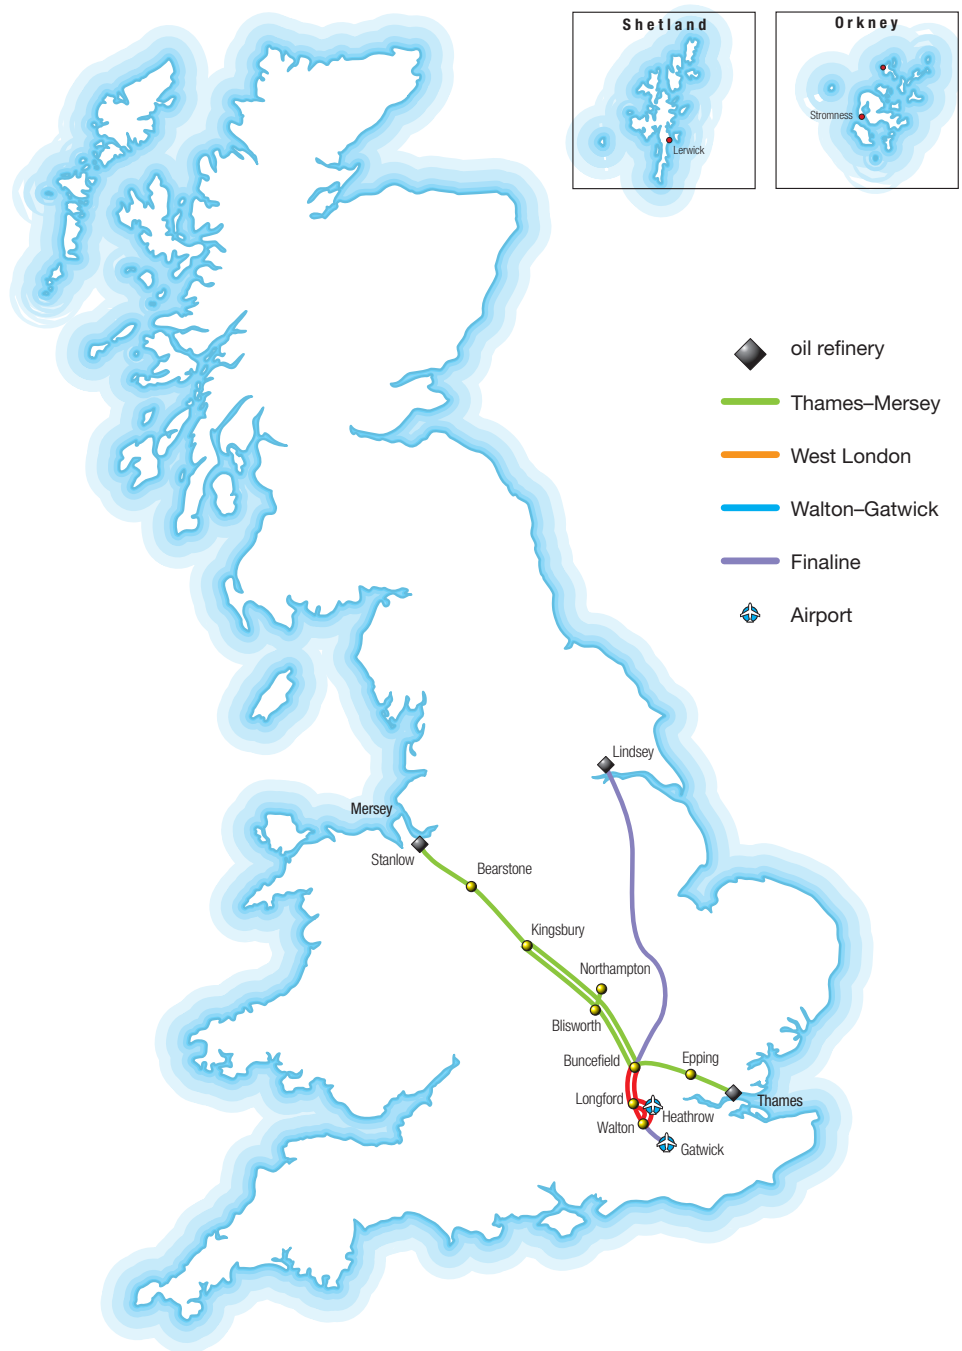 Shetland
Orkney
Stromness
Lerwick
oil refinery
Thames–Mersey
West London
Walton–Gatwick
Finaline
Airport
Lindsey
Mersey
Stanlow
Bearstone
Kingsbury
Northampton
Blisworth
Buncefield
Epping
Longford
Thames
Heathrow
Walton
Gatwick